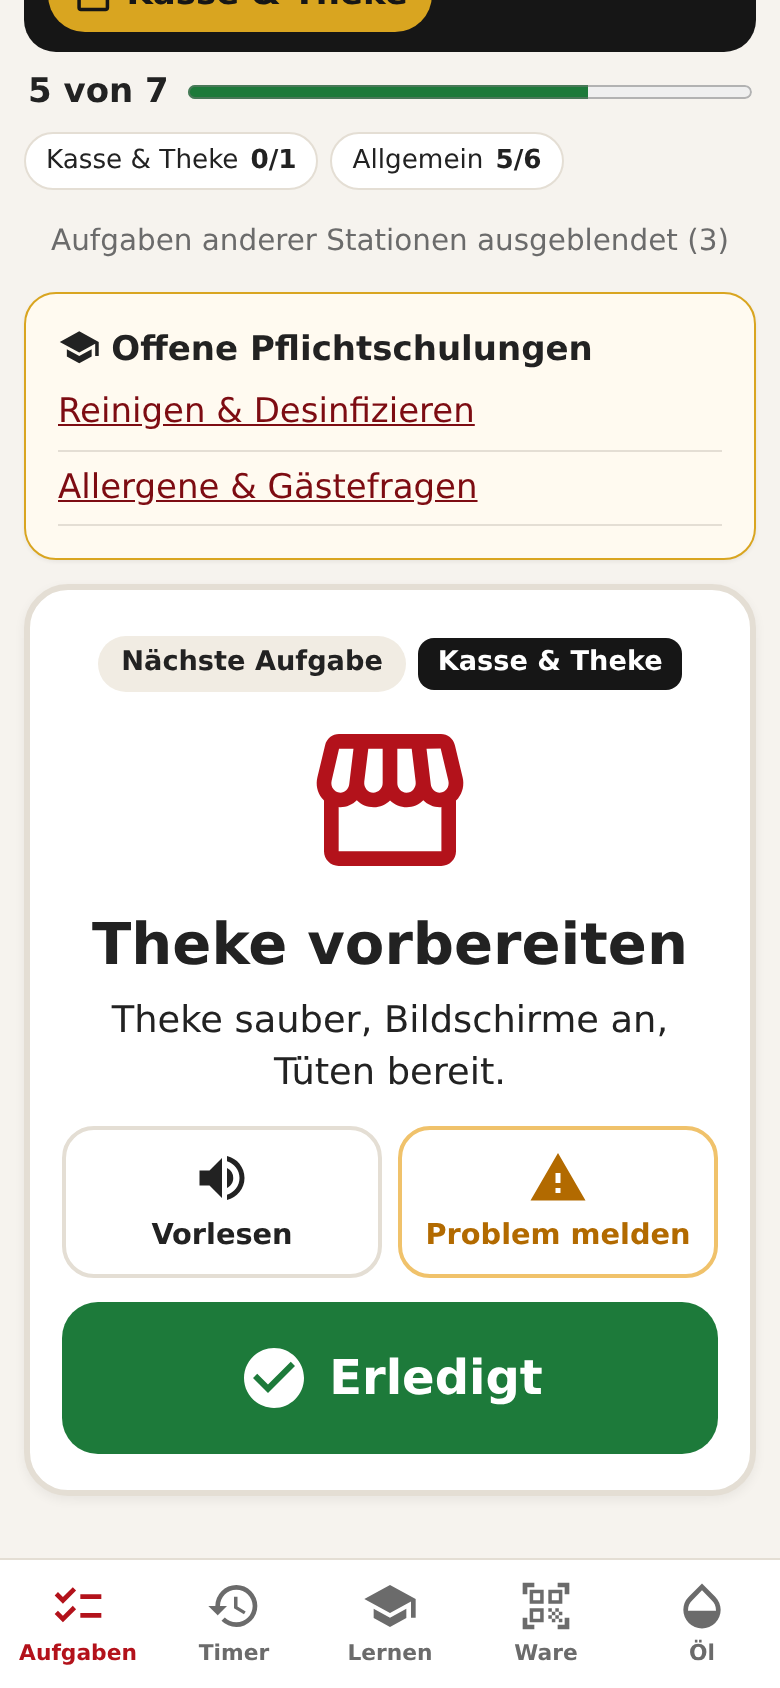 Kasse & Theke
5 von 7
Kasse & Theke 0/1
Allgemein 5/6
Aufgaben anderer Stationen ausgeblendet (3)
Offene Pflichtschulungen
Reinigen & Desinfizieren
Allergene & Gästefragen
Nächste Aufgabe
Kasse & Theke
Theke vorbereiten
Theke sauber, Bildschirme an,
Tüten bereit.
Vorlesen
Problem melden
Erledigt
Aufgaben
Timer
Lernen
Ware
Öl